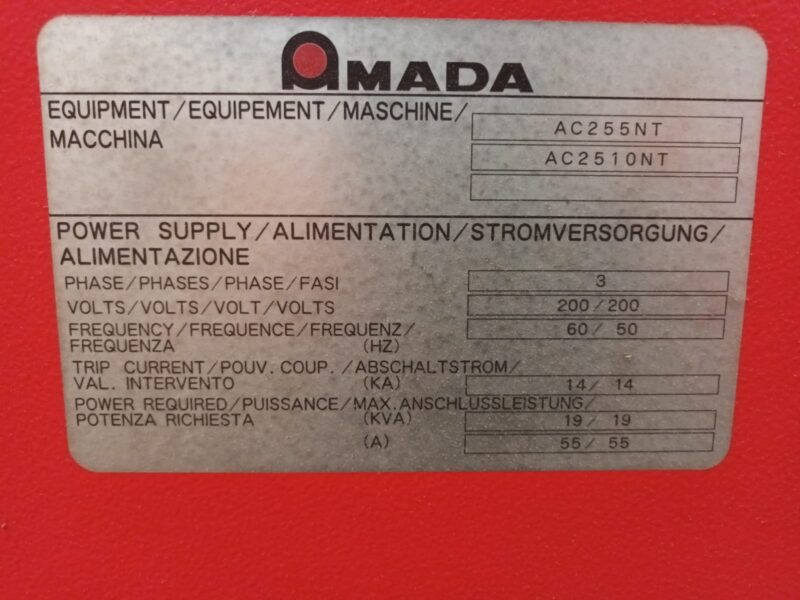 AMADA
EQUIPMENT/EQUIPEMENT/MASCHINE/
MACCHINA
AC255NT
AC2510NT
POWER SUPPLY/ALIMENTATION/STROMVERSORGUNG/
ALIMENTAZIONE
PHASE/PHASES/PHASE/FASI 3
VOLTS/VOLTS/VOLT/VOLTS 200/200
FREQUENCY/FREQUENCE/FREQUENZ/
FREQUENZA (HZ) 60/ 50
TRIP CURRENT/POUV. COUP. /ABSCHALTSTROM/
VAL. INTERVENTO (KA) 14/ 14
POWER REQUIRED/PUISSANCE/MAX.ANSCHLUSSLEISTUNG/
POTENZA RICHIESTA (KVA) 19/ 19
(A) 55/ 55